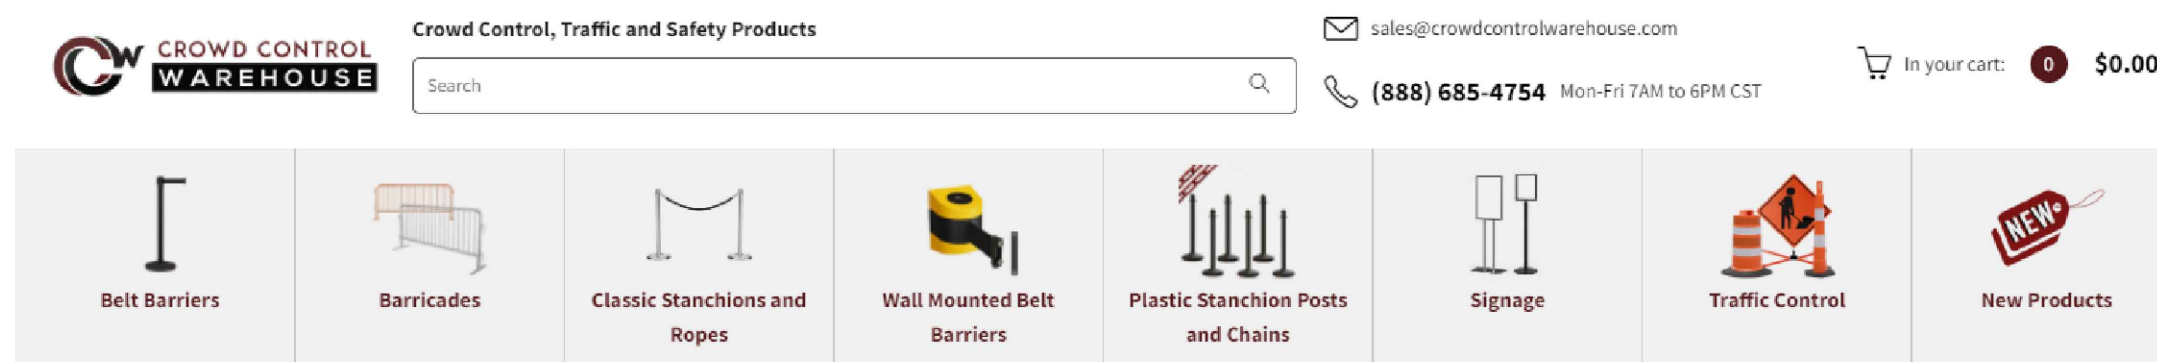 CW CROWD CONTROL
WAREHOUSE
Crowd Control, Traffic and Safety Products
Search
sales@crowdcontrolwarehouse.com
(888) 685-4754 Mon-Fri 7AM to 6PM CST
In your cart: 0 $0.00
Belt Barriers
Barricades
Classic Stanchions and
Ropes
Wall Mounted Belt
Barriers
Plastic Stanchion Posts
and Chains
Signage
Traffic Control
NEW
New Products